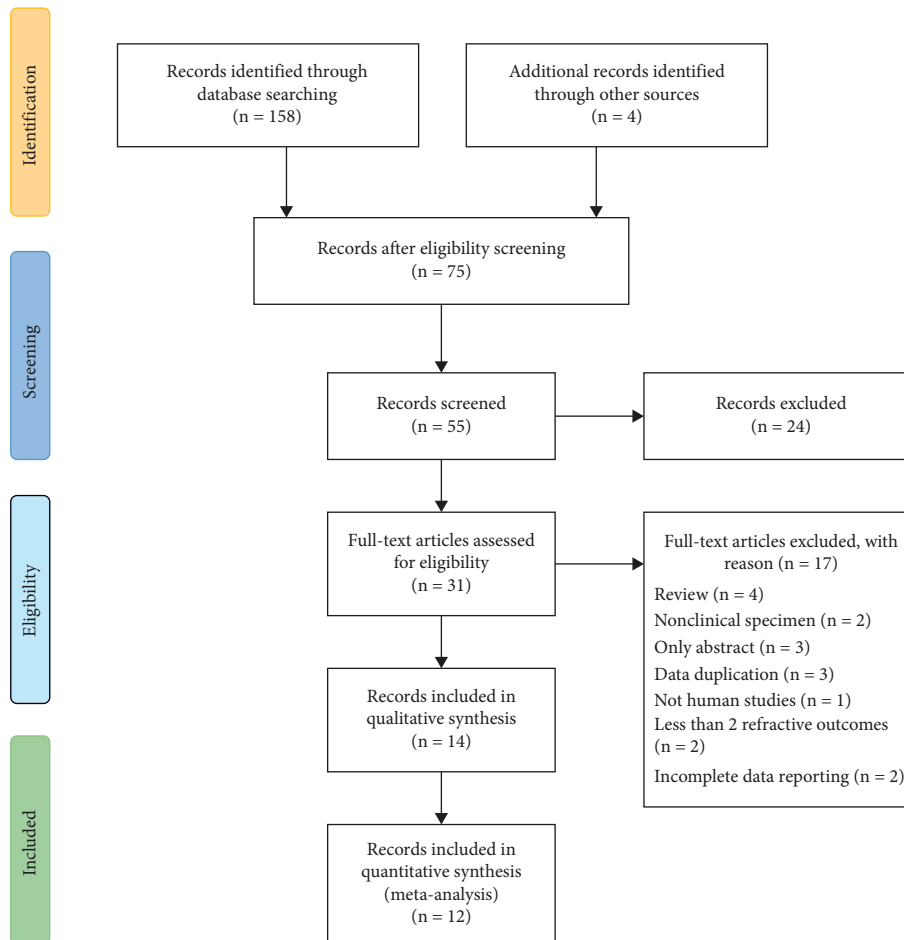 Identification
Records identified through
database searching
(n = 158)
Additional records identified
through other sources
(n = 4)
Records after eligibility screening
(n = 75)
Screening
Records screened
(n = 55)
Records excluded
(n = 24)
Eligibility
Full-text articles assessed
for eligibility
(n = 31)
Full-text articles excluded, with
reason (n = 17)
Review (n = 4)
Nonclinical specimen (n = 2)
Only abstract (n = 3)
Data duplication (n = 3)
Not human studies (n = 1)
Less than 2 refractive outcomes
(n = 2)
Incomplete data reporting (n = 2)
Records included in
qualitative synthesis
(n = 14)
Included
Records included in
quantitative synthesis
(meta-analysis)
(n = 12)